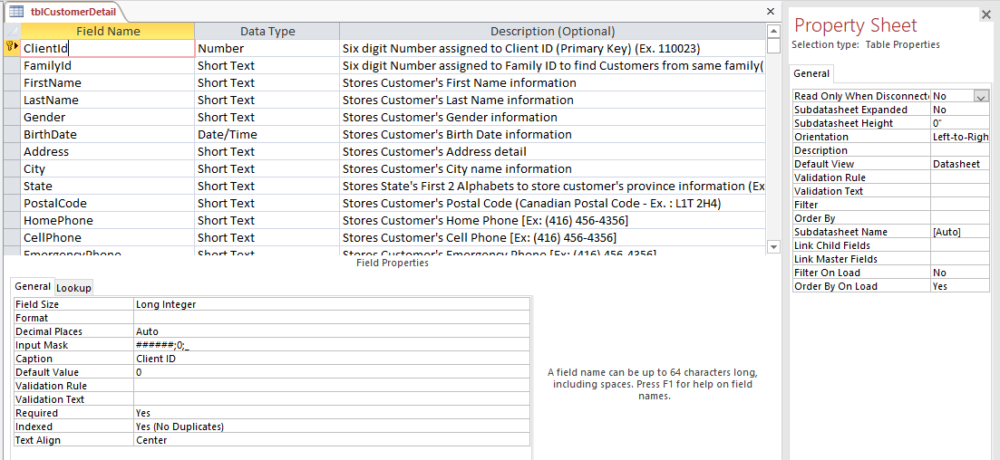 tblCustomerDetail
Field Name Data Type Description (Optional)
ClientId Number Six digit Number assigned to Client ID (Primary Key) (Ex. 110023)
FamilyId Short Text Six digit Number assigned to Family ID to find Customers from same family(
FirstName Short Text Stores Customer's First Name information
LastName Short Text Stores Customer's Last Name information
Gender Short Text Stores Customer's Gender information
BirthDate Date/Time Stores Customer's Birth Date information
Address Short Text Stores Customer's Address detail
City Short Text Stores Customer's City name information
State Short Text Stores State's First 2 Alphabets to store customer's province information (Ex
PostalCode Short Text Stores Customer's Postal Code (Canadian Postal Code - Ex. : L1T 2H4)
HomePhone Short Text Stores Customer's Home Phone [Ex: (416) 456-4356]
CellPhone Short Text Stores Customer's Cell Phone [Ex: (416) 456-4356]
EmergencyPhone Short Text Stores Customer's Emergency Phone [Ex: (416) 456-4356]
Field Properties
General Lookup
Field Size Long Integer
Format
Decimal Places Auto
Input Mask ######;0;_
Caption Client ID
Default Value 0
Validation Rule
Validation Text
Required Yes
Indexed Yes (No Duplicates)
Text Align Center
A field name can be up to 64 characters long,
including spaces. Press F1 for help on field
names.
Property Sheet
Selection type: Table Properties
General
Read Only When Disconnecte No
Subdatasheet Expanded No
Subdatasheet Height 0"
Orientation Left-to-Righ
Description
Default View Datasheet
Validation Rule
Validation Text
Filter
Order By
Subdatasheet Name [Auto]
Link Child Fields
Link Master Fields
Filter On Load No
Order By On Load Yes